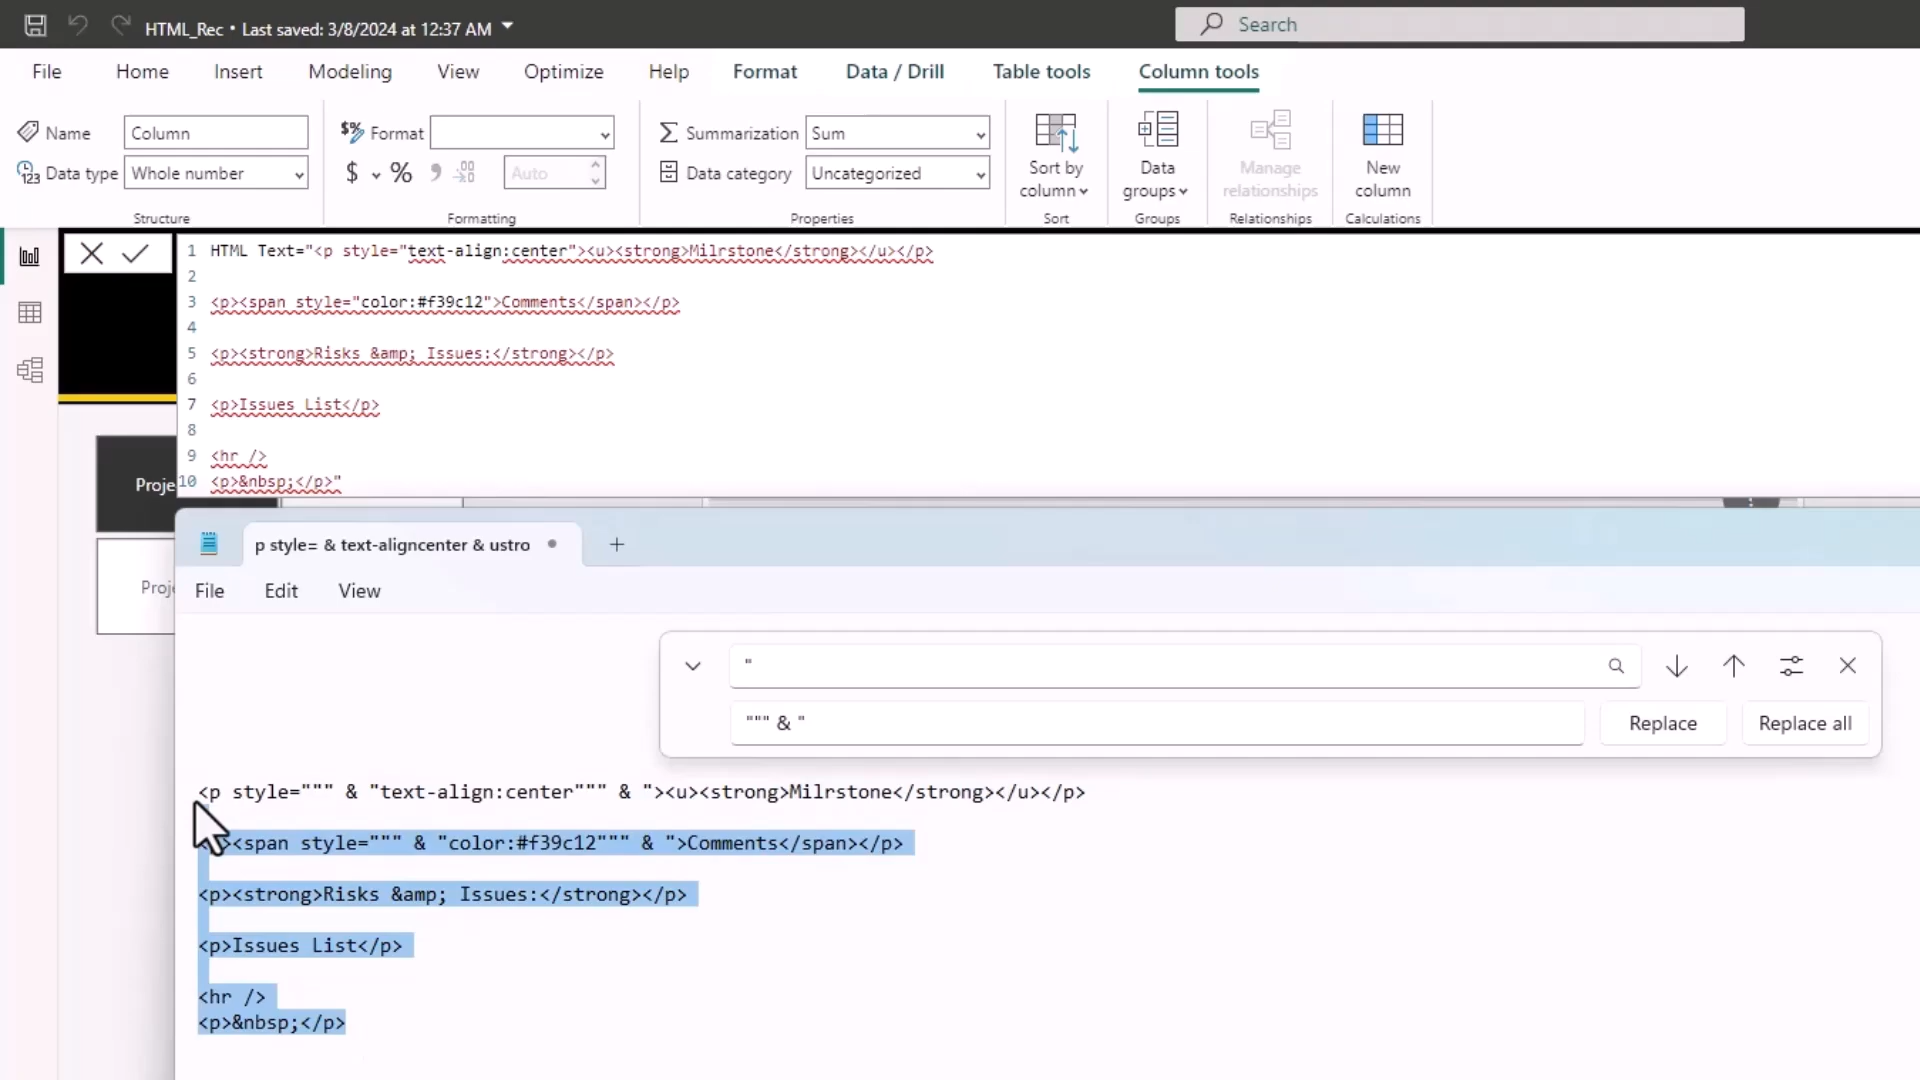 HTML_Rec • Last saved: 3/8/2024 at 12:37 AM
Search
File Home Insert Modeling View Optimize Help Format Data / Drill Table tools Column tools
Name Column
Data type Whole number
Structure
$% Format
$ % Auto
Formatting
Summarization Sum
Data category Uncategorized
Properties
Sort by column
Sort
Data groups
Groups
Manage relationships
Relationships
New column
Calculations
1 HTML Text="<p style="text-align:center"><u><strong>Milrstone</strong></u></p>
2
3 <p><span style="color:#f39c12">Comments</span></p>
4
5 <p><strong>Risks &amp; Issues:</strong></p>
6
7 <p>Issues List</p>
8
9 <hr />
10 <p>&nbsp;</p>"
Proje
Proje
p style= & text-aligncenter & ustro
File Edit View
"
""" & "
Replace Replace all
<p style=""" & "text-align:center""" & "><u><strong>Milrstone</strong></u></p>
><span style=""" & "color:#f39c12""" & ">Comments</span></p>
<p><strong>Risks &amp; Issues:</strong></p>
<p>Issues List</p>
<hr />
<p>&nbsp;</p>